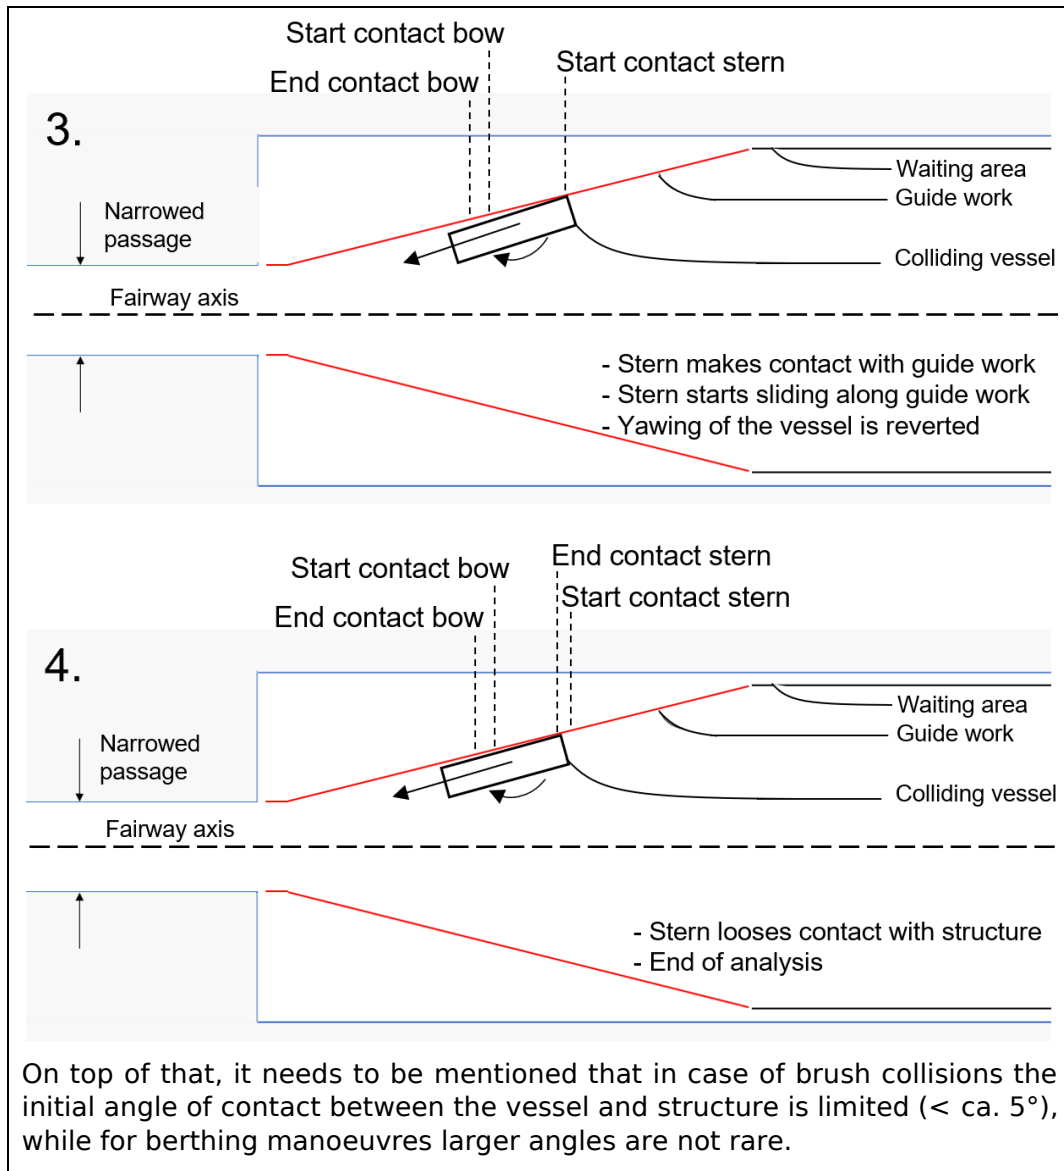 Start contact bow
Start contact stern
End contact bow
3.
Waiting area
Guide work
Narrowed
passage
Colliding vessel
Fairway axis
- Stern makes contact with guide work
- Stern starts sliding along guide work
- Yawing of the vessel is reverted
End contact stern
Start contact bow
Start contact stern
End contact bow
4.
Waiting area
Guide work
Narrowed
passage
Colliding vessel
Fairway axis
- Stern looses contact with structure
- End of analysis
On top of that, it needs to be mentioned that in case of brush collisions the
initial angle of contact between the vessel and structure is limited (< ca. 5°),
while for berthing manoeuvres larger angles are not rare.